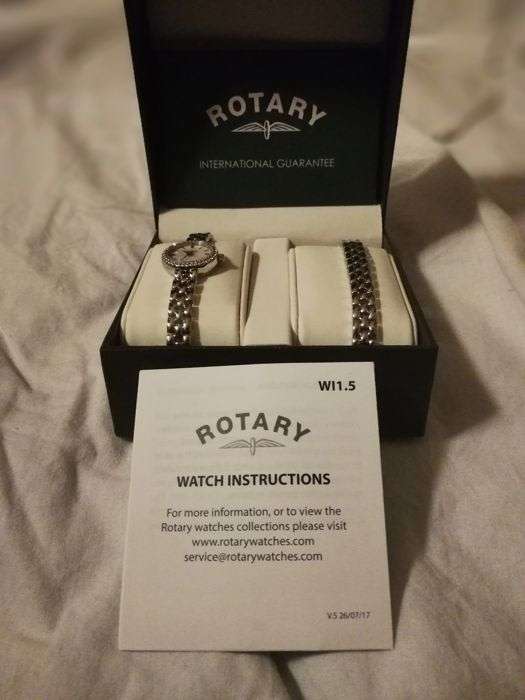 ROTARY
INTERNATIONAL GUARANTEE
WI1.5
ROTARY
WATCH INSTRUCTIONS
For more information, or to view the
Rotary watches collections please visit
www.rotarywatches.com
service@rotarywatches.com
V.5 26/07/17